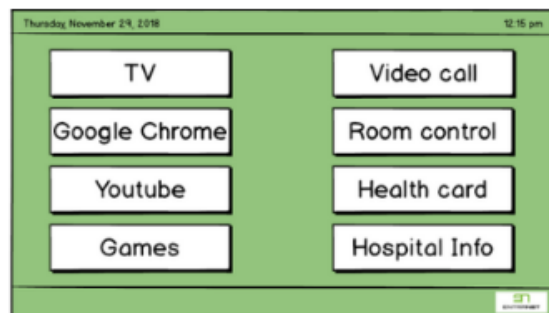 Thursday, November 29, 2018 12:15 pm
TV
Video call
Google Chrome
Room control
Youtube
Health card
Games
Hospital Info